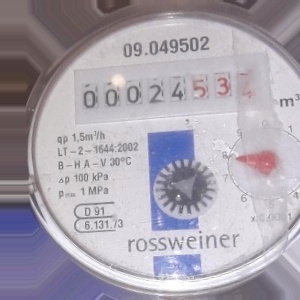 09.049502
0002453
m³
qp 1,5m³/h
LT-2-1644:2002
B-H A-V 30°C
Δp 100 kPa
pmax 1 MPa
D 91
6.131./3
rossweiner